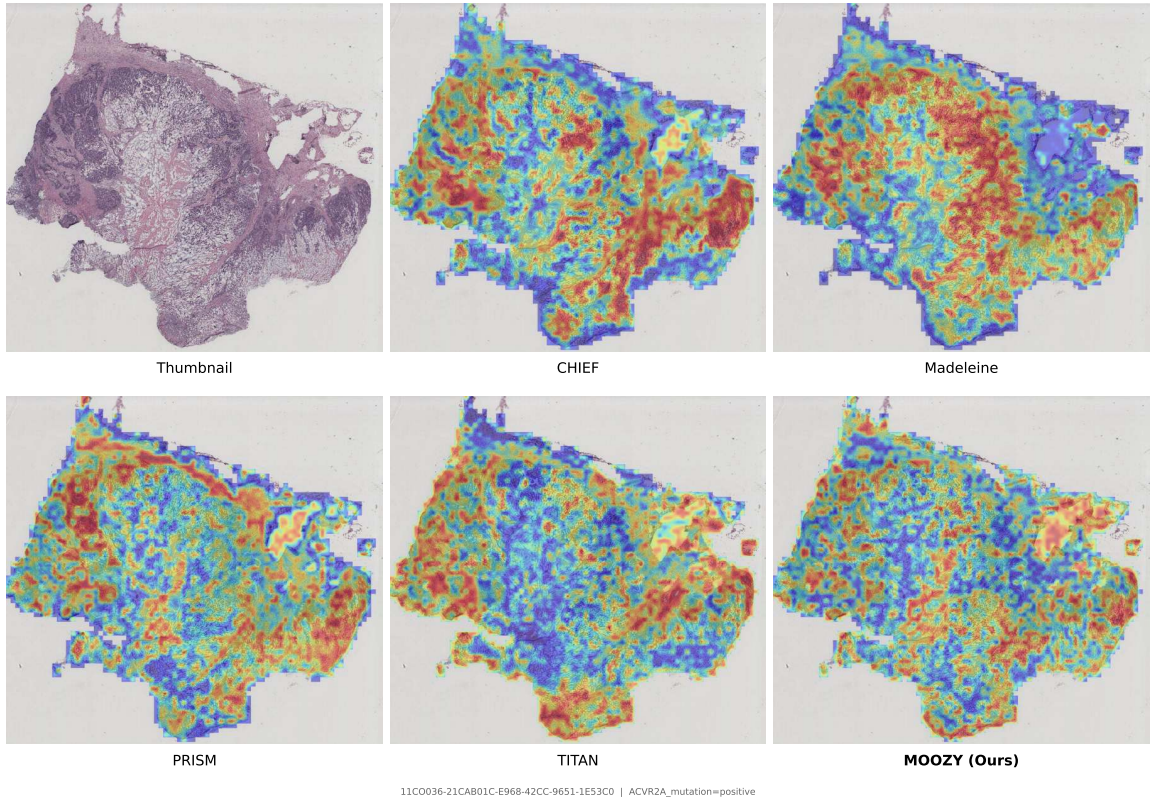 Thumbnail
CHIEF
Madeleine
PRISM
TITAN
MOOZY (Ours)
11CO036-21CAB01C-E968-42CC-9651-1E53C0 | ACVR2A_mutation=positive